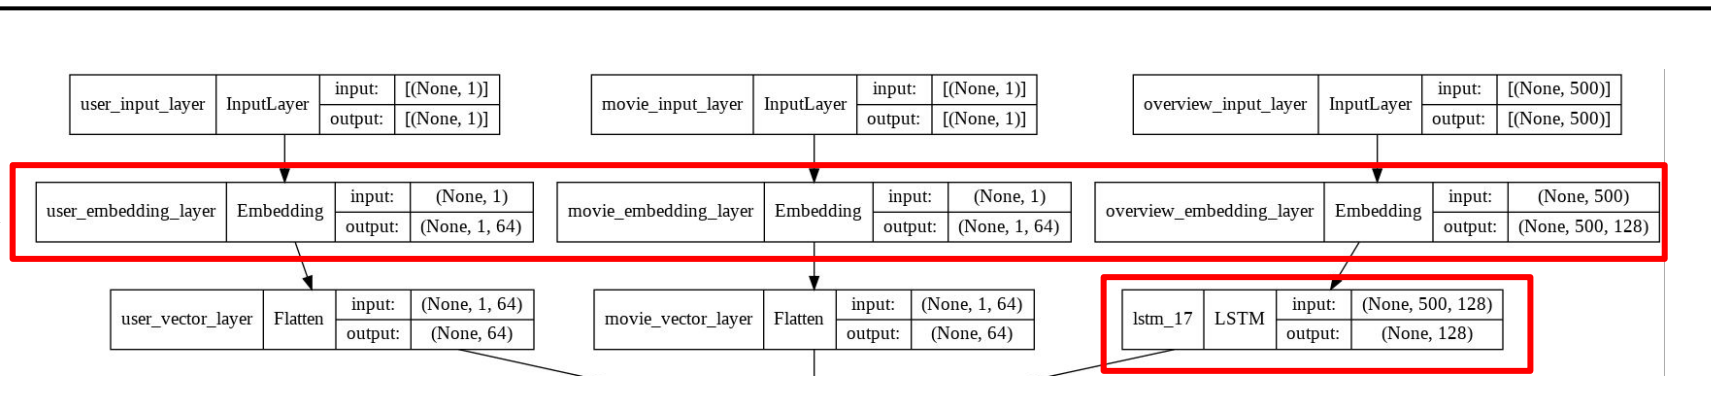 user_input_layer InputLayer input: [(None, 1)]
output: [(None, 1)]
movie_input_layer InputLayer input: [(None, 1)]
output: [(None, 1)]
overview_input_layer InputLayer input: [(None, 500)]
output: [(None, 500)]
user_embedding_layer Embedding input: (None, 1)
output: (None, 1, 64)
movie_embedding_layer Embedding input: (None, 1)
output: (None, 1, 64)
overview_embedding_layer Embedding input: (None, 500)
output: (None, 500, 128)
user_vector_layer Flatten input: (None, 1, 64)
output: (None, 64)
movie_vector_layer Flatten input: (None, 1, 64)
output: (None, 64)
lstm_17 LSTM input: (None, 500, 128)
output: (None, 128)